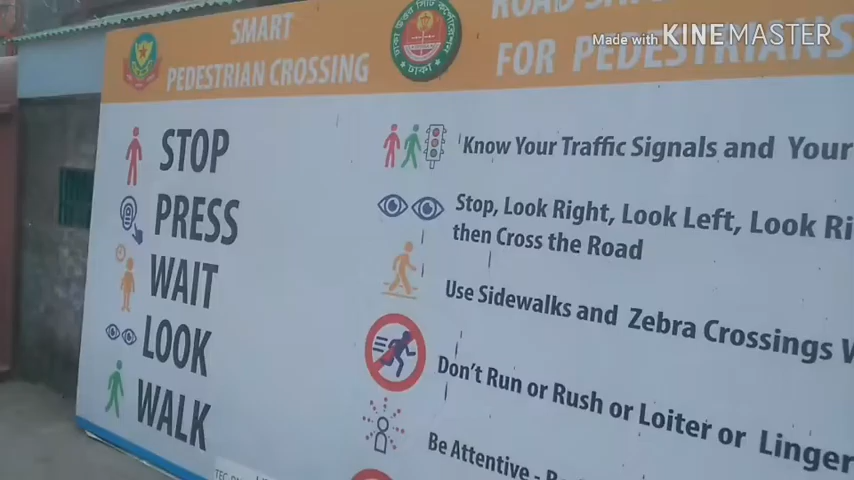 SMART
PEDESTRIAN CROSSING
STOP
PRESS
WAIT
LOOK
WALK
ROAD
FOR PEDESTRIANS
Know Your Traffic Signals and Your
Stop, Look Right, Look Left, Look Ri
then Cross the Road
Use Sidewalks and Zebra Crossings W
Don't Run or Rush or Loiter or Linger
Be Attentive -
Made with KINEMASTER